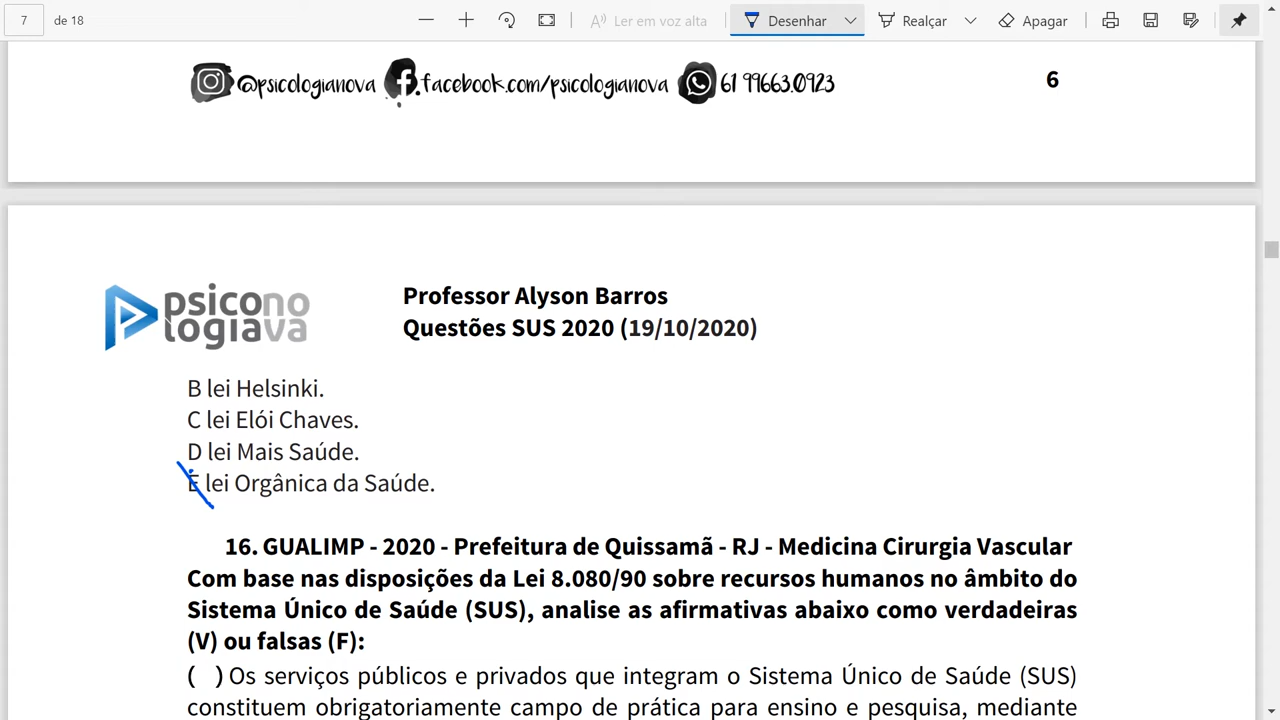 7 de 18 Ler em voz alta Desenhar Realçar Apagar
@psicologianova facebook.com/psicologianova 61 99663.0923 6
psicono
logiava
Professor Alyson Barros
Questões SUS 2020 (19/10/2020)
B lei Helsinki.
C lei Elói Chaves.
D lei Mais Saúde.
E lei Orgânica da Saúde.
16. GUALIMP - 2020 - Prefeitura de Quissamã - RJ - Medicina Cirurgia Vascular
Com base nas disposições da Lei 8.080/90 sobre recursos humanos no âmbito do
Sistema Único de Saúde (SUS), analise as afirmativas abaixo como verdadeiras
(V) ou falsas (F):
( ) Os serviços públicos e privados que integram o Sistema Único de Saúde (SUS)
constituem obrigatoriamente campo de prática para ensino e pesquisa, mediante